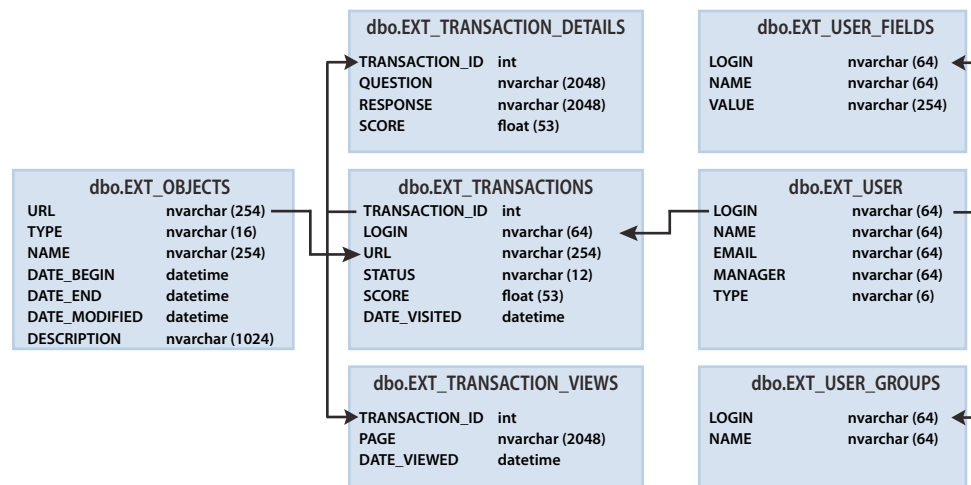 dbo.EXT_TRANSACTION_DETAILS
TRANSACTION_ID int
QUESTION nvarchar (2048)
RESPONSE nvarchar (2048)
SCORE float (53)
dbo.EXT_USER_FIELDS
LOGIN nvarchar (64)
NAME nvarchar (64)
VALUE nvarchar (254)
dbo.EXT_OBJECTS
URL nvarchar (254)
TYPE nvarchar (16)
NAME nvarchar (254)
DATE_BEGIN datetime
DATE_END datetime
DATE_MODIFIED datetime
DESCRIPTION nvarchar (1024)
dbo.EXT_TRANSACTIONS
TRANSACTION_ID int
LOGIN nvarchar (64)
URL nvarchar (254)
STATUS nvarchar (12)
SCORE float (53)
DATE_VISITED datetime
dbo.EXT_USER
LOGIN nvarchar (64)
NAME nvarchar (64)
EMAIL nvarchar (64)
MANAGER nvarchar (64)
TYPE nvarchar (6)
dbo.EXT_TRANSACTION_VIEWS
TRANSACTION_ID int
PAGE nvarchar (2048)
DATE_VIEWED datetime
dbo.EXT_USER_GROUPS
LOGIN nvarchar (64)
NAME nvarchar (64)